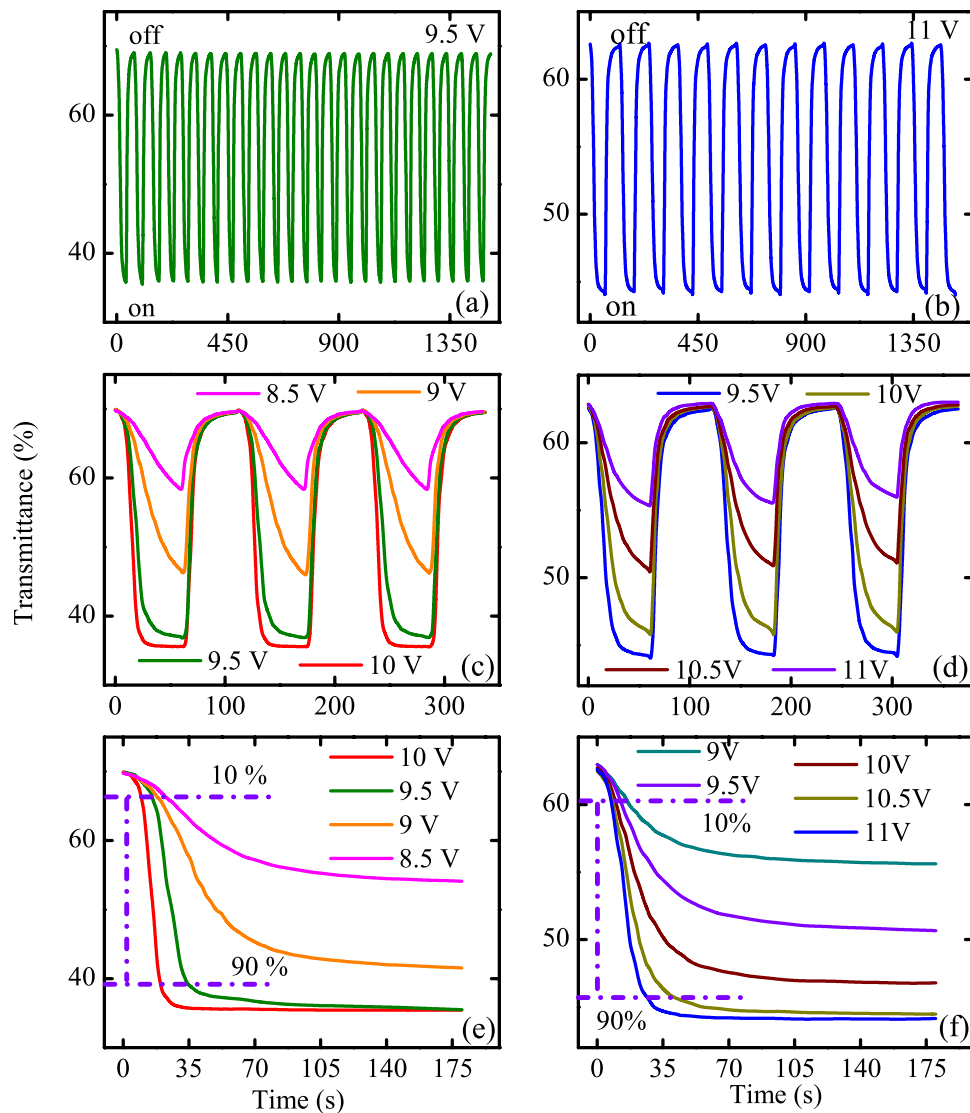 off 9.5 V
60
40
on (a)
0 450 900 1350
off 11 V
60
50
on (b)
0 450 900 1350
Transmittance (%)
8.5 V 9 V
60
40
9.5 V 10 V (c)
0 100 200 300
9.5V 10V
60
50
10.5V 11V (d)
0 100 200 300
10 V
10 % 9.5 V
9 V
8.5 V
60
40
90 %
(e)
0 35 70 105 140 175
Time (s)
9V 10V
9.5V 10.5V
11V
60
10%
50
90% (f)
0 35 70 105 140 175
Time (s)